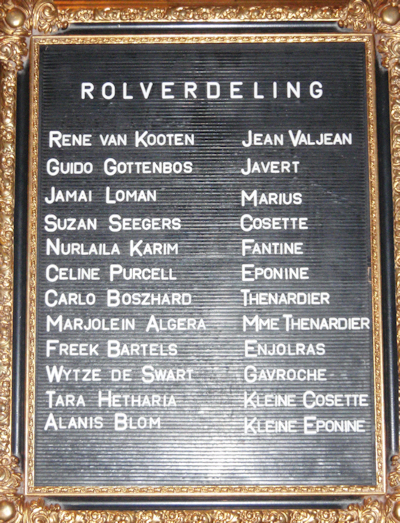 ROLVERDELING
RENE VAN KOOTEN JEAN VALJEAN
GUIDO GOTTENBOS JAVERT
JAMAI LOMAN MARIUS
SUZAN SEEGERS COSETTE
NURLAILA KARIM FANTINE
CELINE PURCELL EPONINE
CARLO BOSZHARD THENARDIER
MARJOLEIN ALGERA MME THENARDIER
FREEK BARTELS ENJOLRAS
WYTZE DE SWART GAVROCHE
TARA HETHARIA KLEINE COSETTE
ALANIS BLOM KLEINE EPONINE